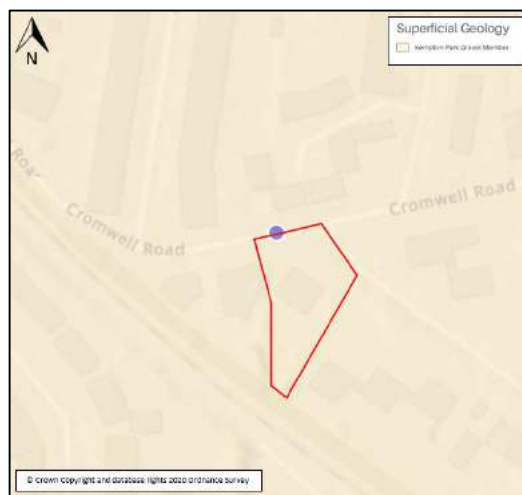 N
Superficial Geology
Kempton Park Gravel Member
Road
Cromwell Road
Cromwell Road
© Crown Copyright and database rights 2020 Ordnance Survey